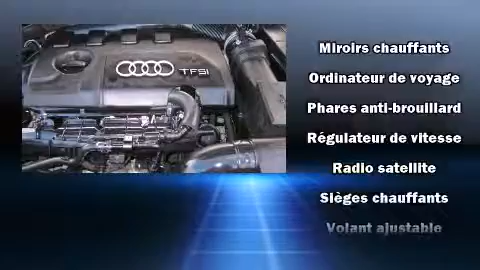 TFSI
Miroirs chauffants
Ordinateur de voyage
Phares anti-brouillard
Régulateur de vitesse
Radio satellite
Sièges chauffants
Volant ajustable